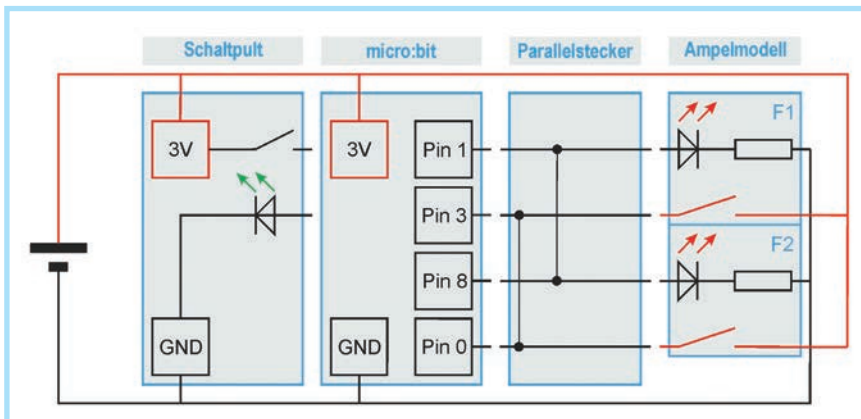 Schaltpult
micro:bit
Parallelstecker
Ampelmodell
3V
3V
Pin 1
F1
Pin 3
Pin 8
F2
GND
GND
Pin 0